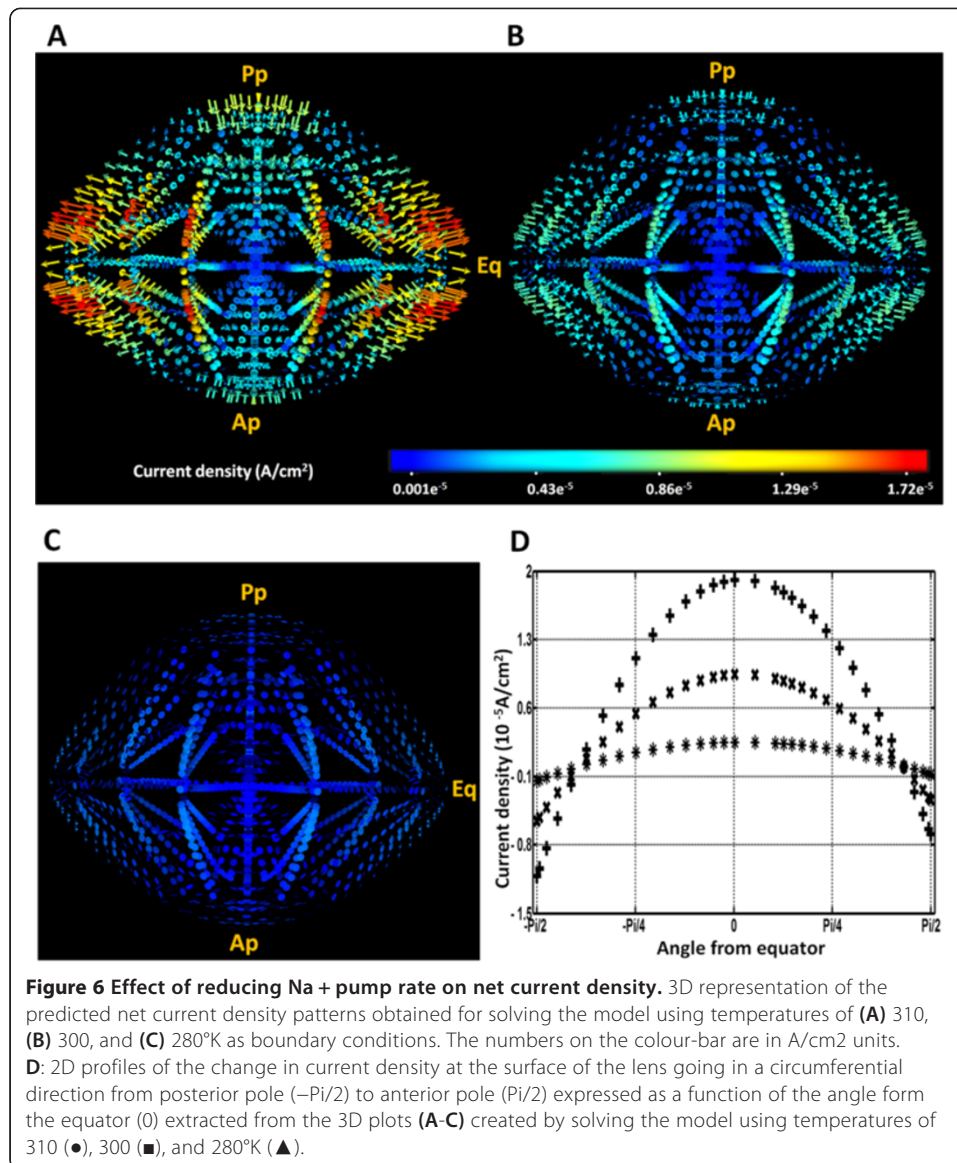 A
B
Pp
Pp
Eq
Ap
Ap
Current density (A/cm²)
0.001e⁻⁵ 0.43e⁻⁵ 0.86e⁻⁵ 1.29e⁻⁵ 1.72e⁻⁵
C
D
Pp
Eq
Ap
Current density (10 ⁻⁵A/cm²)
2
1.3
0.6
-0.1
-0.8
-1.5
-Pi/2 -Pi/4 0 Pi/4 Pi/2
Angle from equator
Figure 6 Effect of reducing Na + pump rate on net current density. 3D representation of the
predicted net current density patterns obtained for solving the model using temperatures of (A) 310,
(B) 300, and (C) 280°K as boundary conditions. The numbers on the colour-bar are in A/cm2 units.
D: 2D profiles of the change in current density at the surface of the lens going in a circumferential
direction from posterior pole (−Pi/2) to anterior pole (Pi/2) expressed as a function of the angle form
the equator (0) extracted from the 3D plots (A-C) created by solving the model using temperatures of
310 (●), 300 (■), and 280°K (▲).